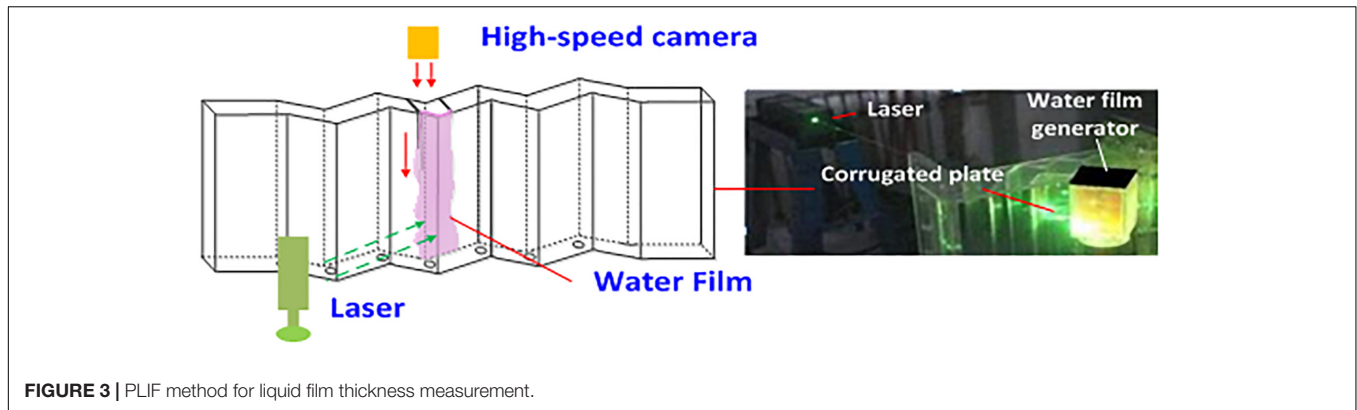 High-speed camera
Laser
Water Film
Laser
Water film
generator
Corrugated plate
FIGURE 3 | PLIF method for liquid film thickness measurement.